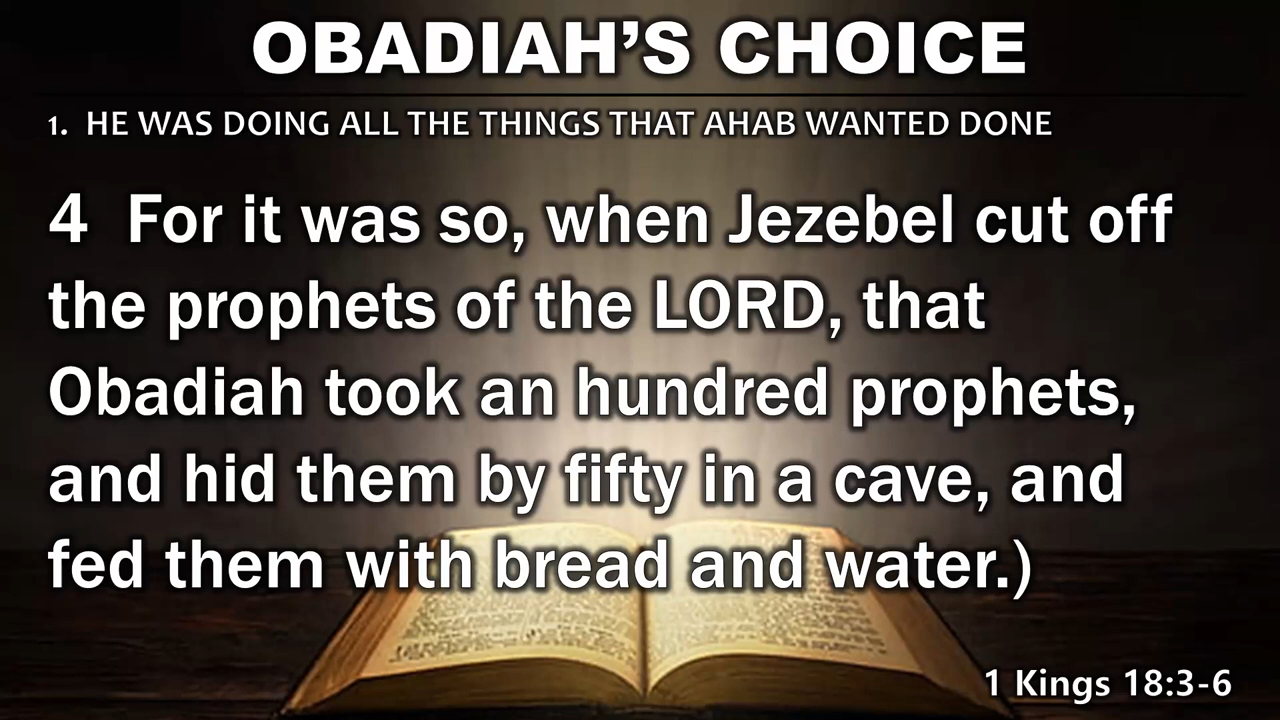 OBADIAH’S CHOICE
1. HE WAS DOING ALL THE THINGS THAT AHAB WANTED DONE
4 For it was so, when Jezebel cut off
the prophets of the LORD, that
Obadiah took an hundred prophets,
and hid them by fifty in a cave, and
fed them with bread and water.)
1 Kings 18:3-6